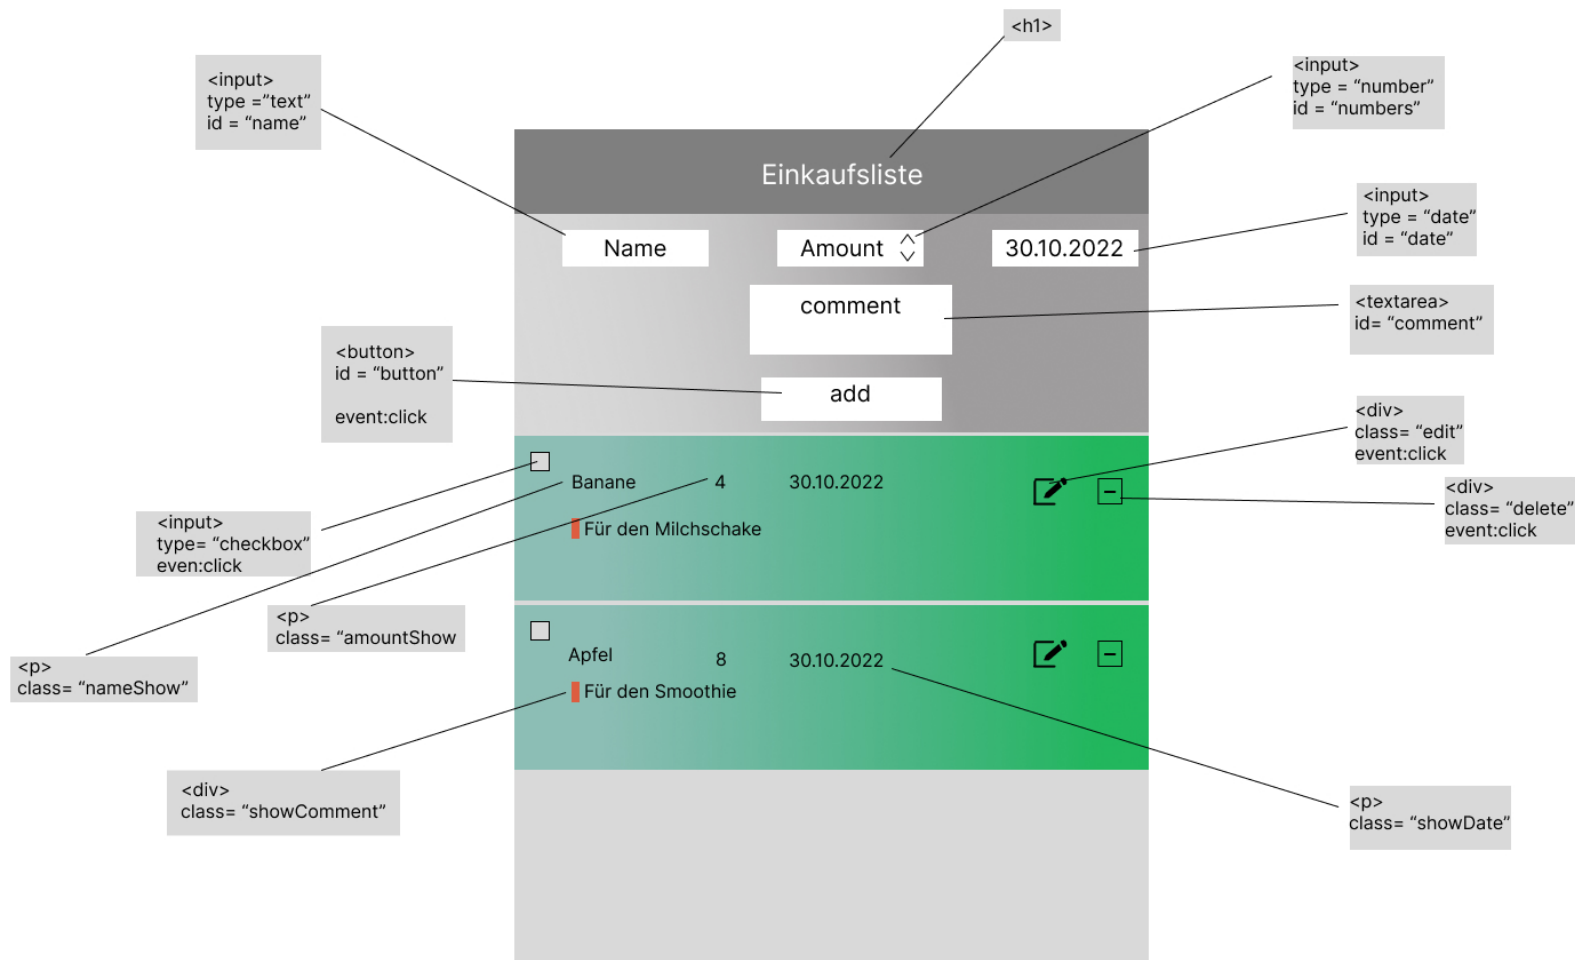 <h1>
<input>
type =”text”
id = “name”
<input>
type = “number”
id = “numbers”
Einkaufsliste
<input>
type = “date”
id = “date”
Name
Amount
30.10.2022
comment
<textarea>
id= “comment”
<button>
id = “button”
event:click
add
<div>
class= “edit”
event:click
Banane
4
30.10.2022
<div>
class= “delete”
event:click
Für den Milchschake
<input>
type= “checkbox”
even:click
<p>
class= “amountShow
<p>
class= “nameShow”
Apfel
8
30.10.2022
Für den Smoothie
<div>
class= “showComment”
<p>
class= “showDate”